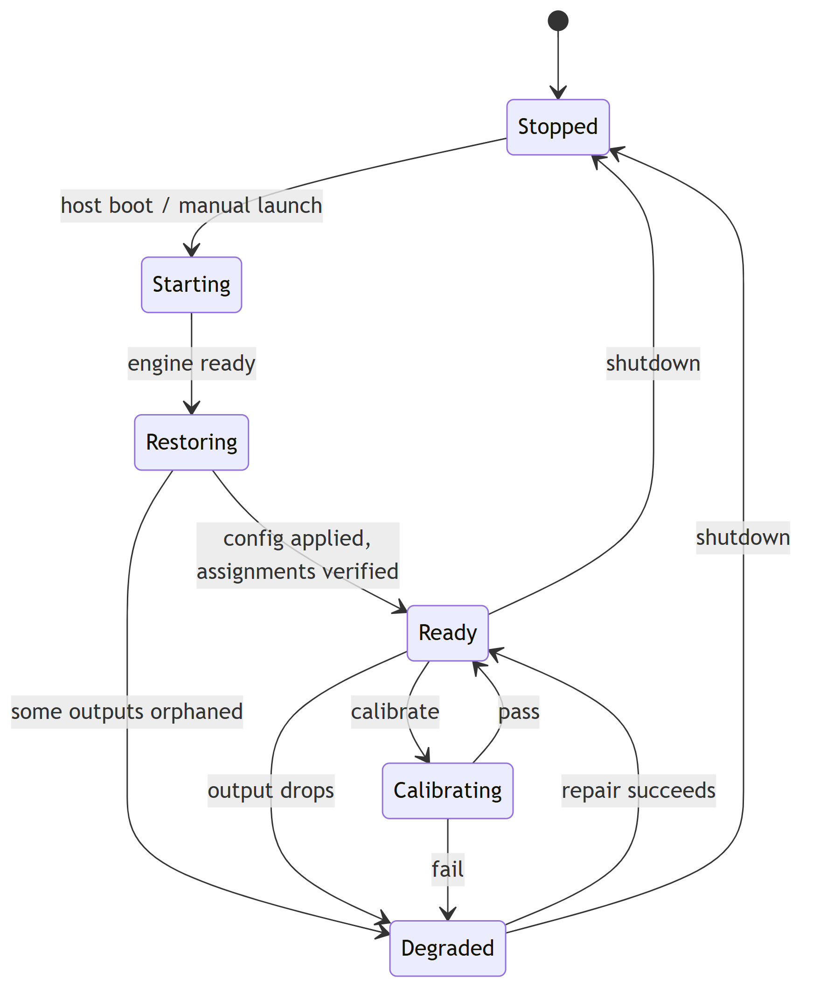 Stopped
host boot / manual launch
Starting
engine ready
shutdown
Restoring
config applied,
assignments verified
shutdown
Ready
some outputs orphaned
calibrate
pass
output drops
Calibrating
repair succeeds
fail
Degraded